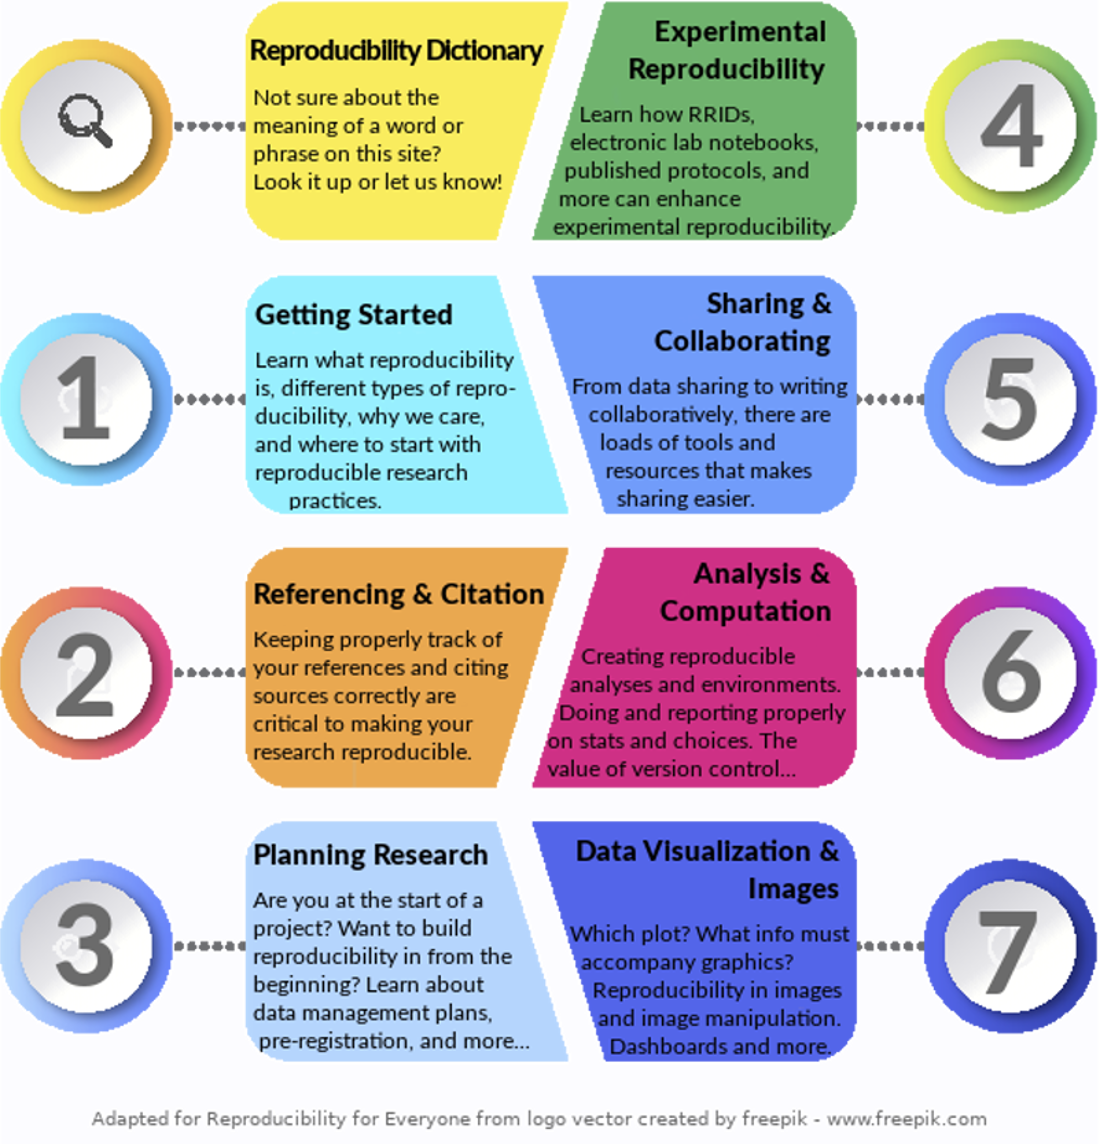 Reproducibility Dictionary
Not sure about the
meaning of a word or
phrase on this site?
Look it up or let us know!
1
Getting Started
Learn what reproducibility
is, different types of repro-
ducibility, why we care,
and where to start with
reproducible research
practices.
2
Referencing & Citation
Keeping properly track of
your references and citing
sources correctly are
critical to making your
research reproducible.
3
Planning Research
Are you at the start of a
project? Want to build
reproducibility in from the
beginning? Learn about
data management plans,
pre-registration, and more...
Experimental
Reproducibility
Learn how RRIDs,
electronic lab notebooks,
published protocols, and
more can enhance
experimental reproducibility.
4
Sharing &
Collaborating
From data sharing to writing
collaboratively, there are
loads of tools and
resources that makes
sharing easier.
5
Analysis &
Computation
Creating reproducible
analyses and environments.
Doing and reporting properly
on stats and choices. The
value of version control...
6
Data Visualization &
Images
Which plot? What info must
accompany graphics?
Reproducibility in images
and image manipulation.
Dashboards and more.
7
Adapted for Reproducibility for Everyone from logo vector created by freepik - www.freepik.com